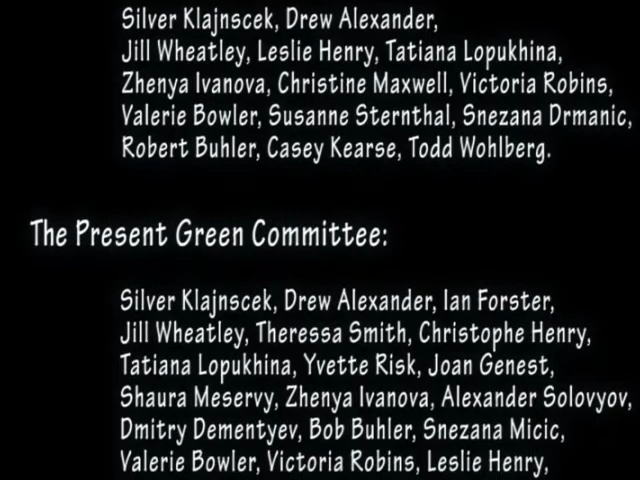 Silver Klajnscek, Drew Alexander,
Jill Wheatley, Leslie Henry, Tatiana Lopukhina,
Zhenya Ivanova, Christine Maxwell, Victoria Robins,
Valerie Bowler, Susanne Sternthal, Snezana Drmanic,
Robert Buhler, Casey Kearse, Todd Wohlberg.
The Present Green Committee:
Silver Klajnscek, Drew Alexander, Ian Forster,
Jill Wheatley, Theressa Smith, Christophe Henry,
Tatiana Lopukhina, Yvette Risk, Joan Genest,
Shaura Meservy, Zhenya Ivanova, Alexander Solovyov,
Dmitry Dementyev, Bob Buhler, Snezana Micic,
Valerie Bowler, Victoria Robins, Leslie Henry,